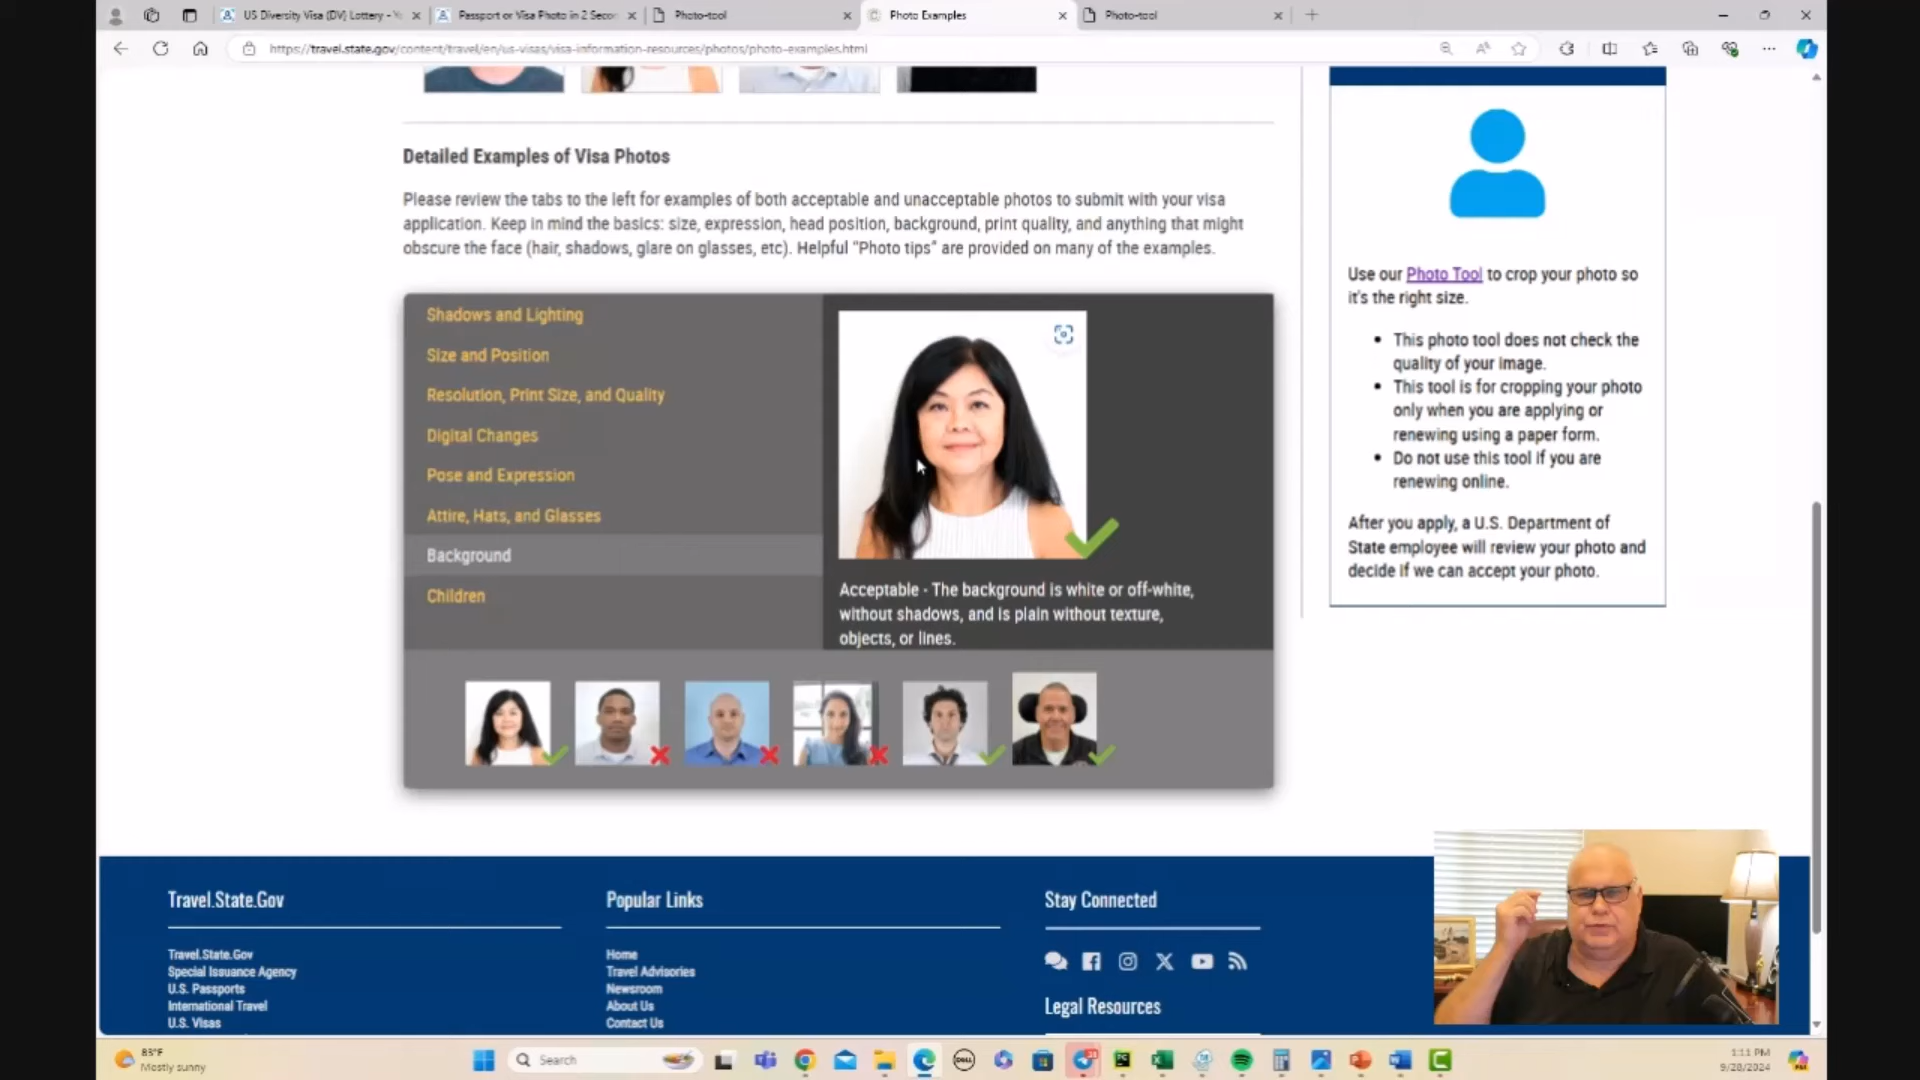 US Diversity Visa (DV) Lottery -
Passport or Visa Photo in 2 Secon
Photo-tool
Photo Examples
Photo-tool
https://travel.state.gov/content/travel/en/us-visas/visa-information-resources/photos/photo-examples.html
Detailed Examples of Visa Photos
Please review the tabs to the left for examples of both acceptable and unacceptable photos to submit with your visa
application. Keep in mind the basics: size, expression, head position, background, print quality, and anything that might
obscure the face (hair, shadows, glare on glasses, etc). Helpful "Photo tips" are provided on many of the examples.
Shadows and Lighting
Size and Position
Resolution, Print Size, and Quality
Digital Changes
Pose and Expression
Attire, Hats, and Glasses
Background
Children
Acceptable - The background is white or off-white,
without shadows, and is plain without texture,
objects, or lines.
Use our Photo Tool to crop your photo so
it's the right size.
This photo tool does not check the
quality of your image.
This tool is for cropping your photo
only when you are applying or
renewing using a paper form.
Do not use this tool if you are
renewing online.
After you apply, a U.S. Department of
State employee will review your photo and
decide if we can accept your photo.
Travel.State.Gov
Travel.State.Gov
Special Issuance Agency
U.S. Passports
International Travel
U.S. Visas
Popular Links
Home
Travel Advisories
Newsroom
About Us
Contact Us
Stay Connected
Legal Resources
83°F
Mostly sunny
Search
DELL
1:11 PM
9/28/2024